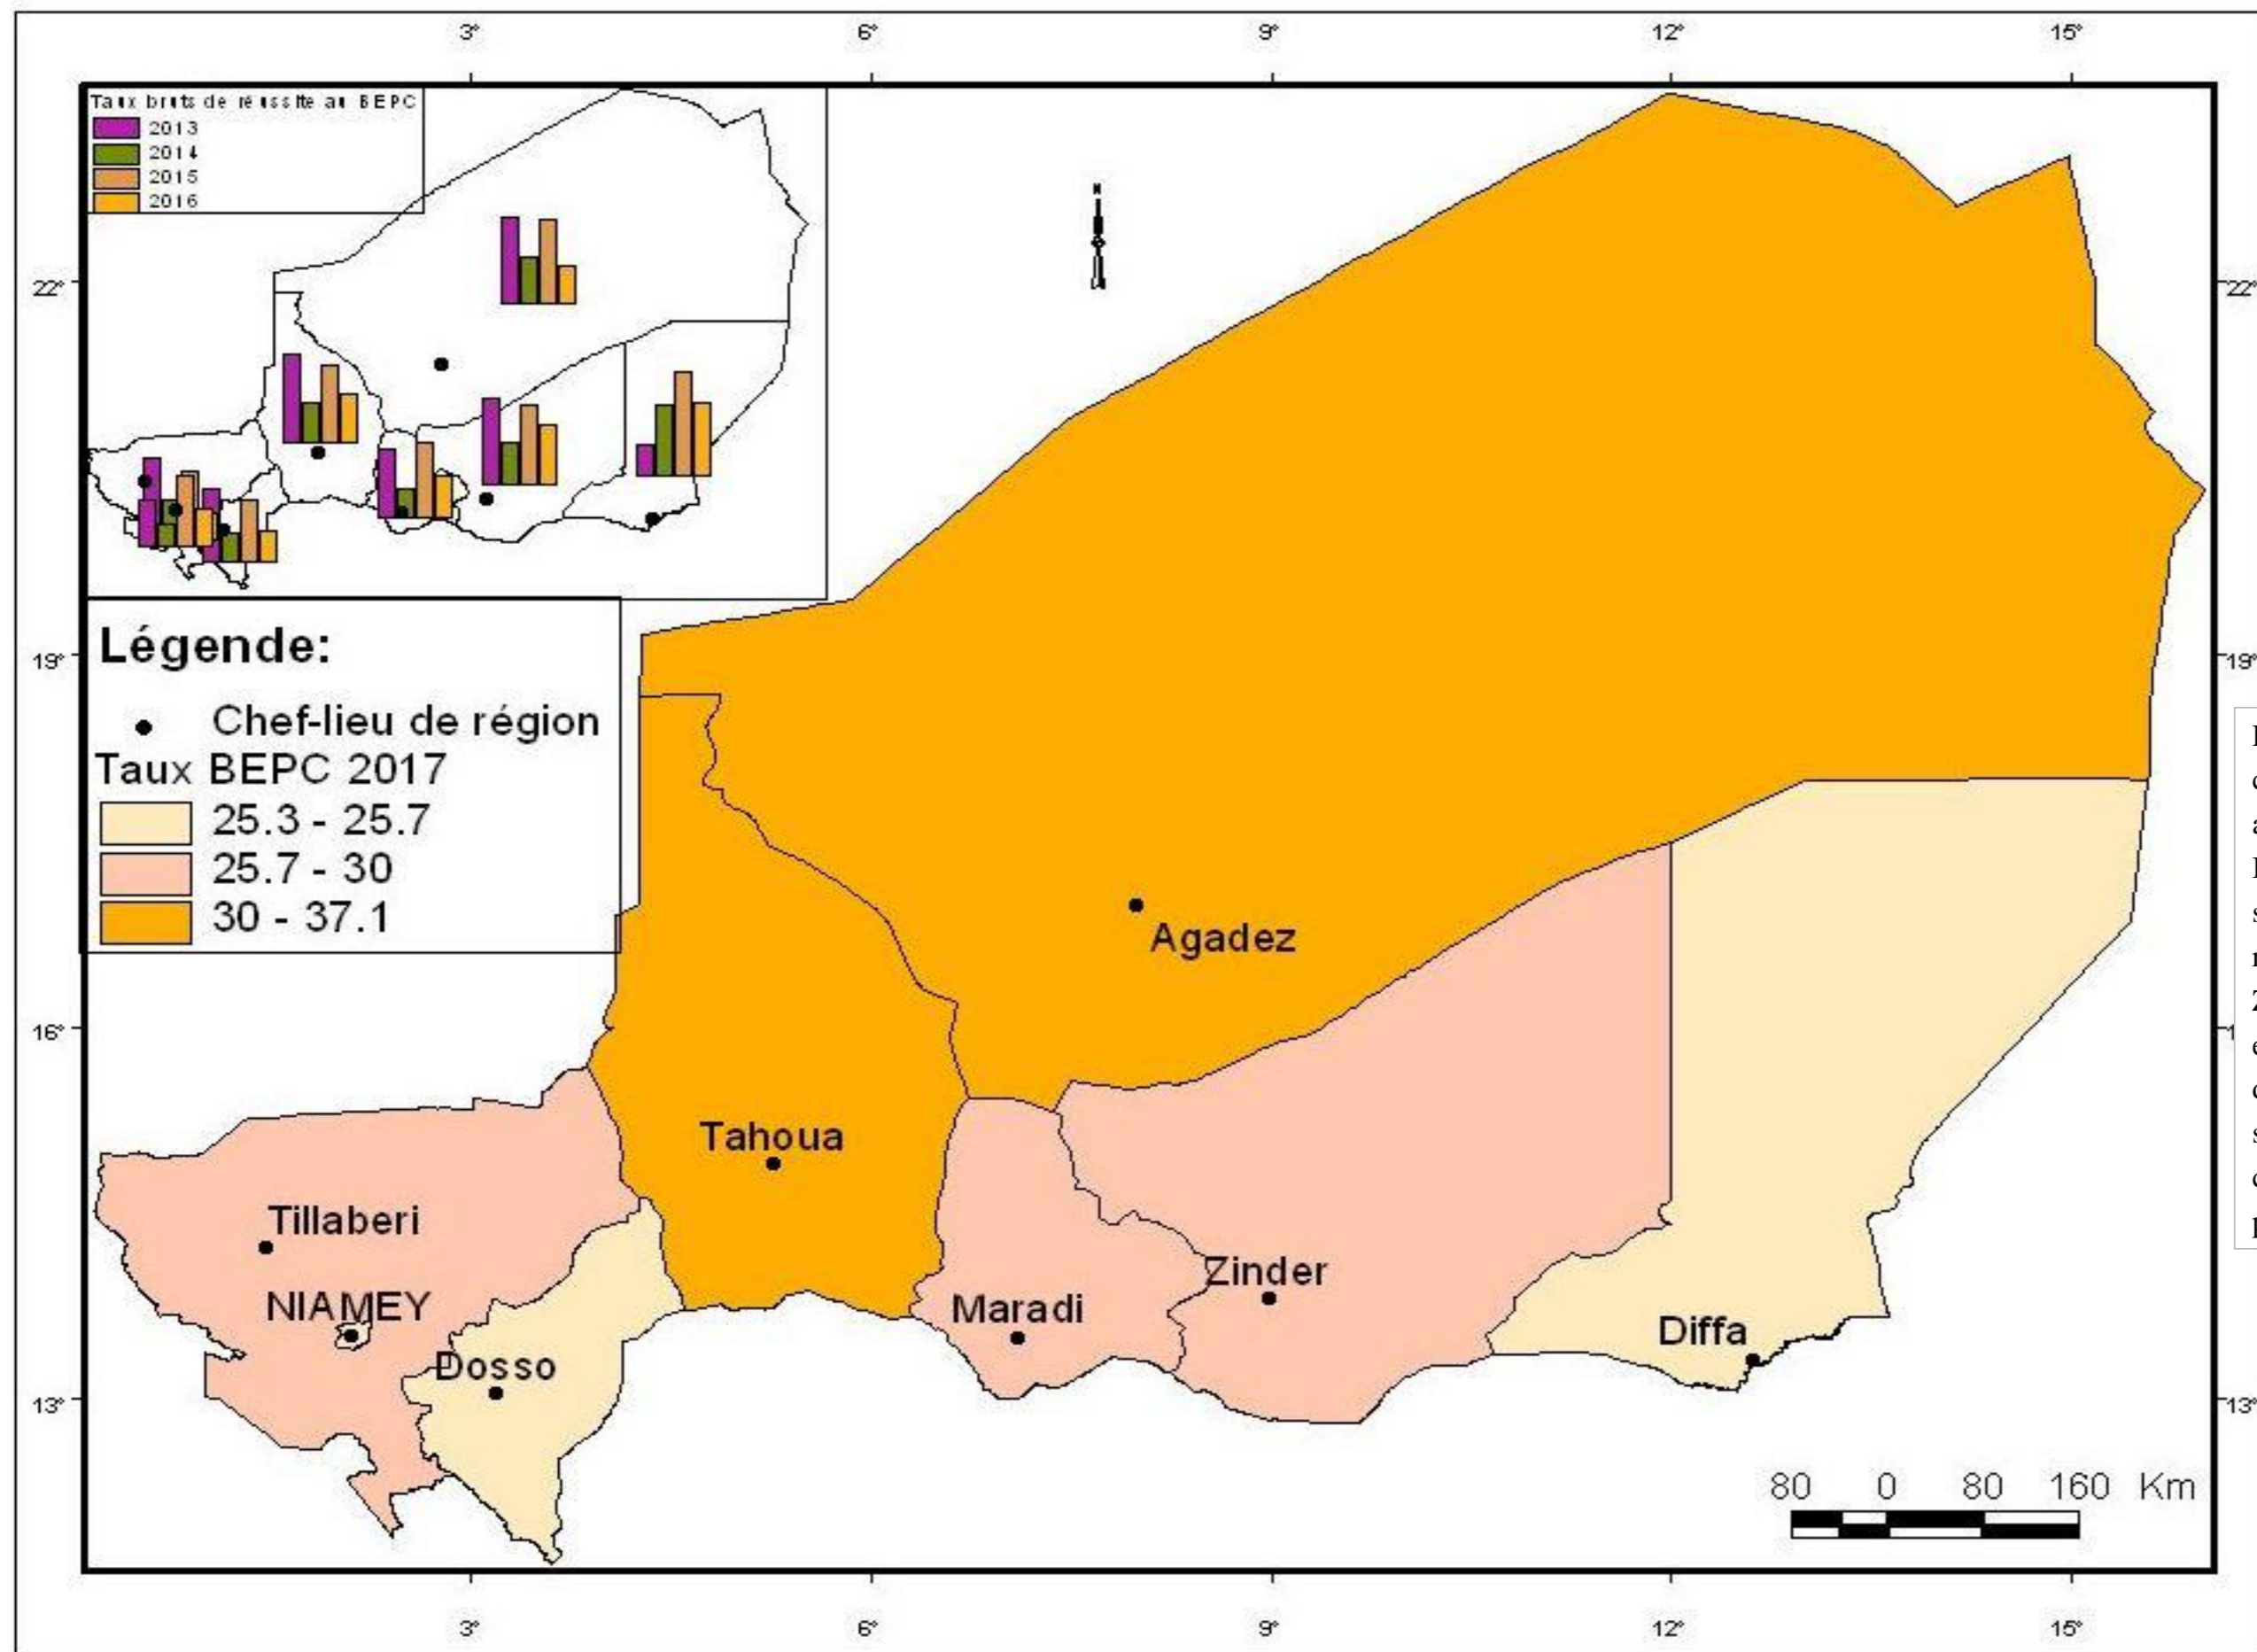 3° 6° 9° 12° 15°
Taux bruts de réussite au BEPC
2013
2014
2015
2016
22° 22°
Légende:
Chef-lieu de région
Taux BEPC 2017
25.3 - 25.7
25.7 - 30
30 - 37.1
19° 19°
Agadez
16°
Tahoua
Tillaberi
NIAMEY
Dosso
Maradi
Zinder
Diffa
13° 13°
80 0 80 160 Km
3° 6° 9° 12° 15°